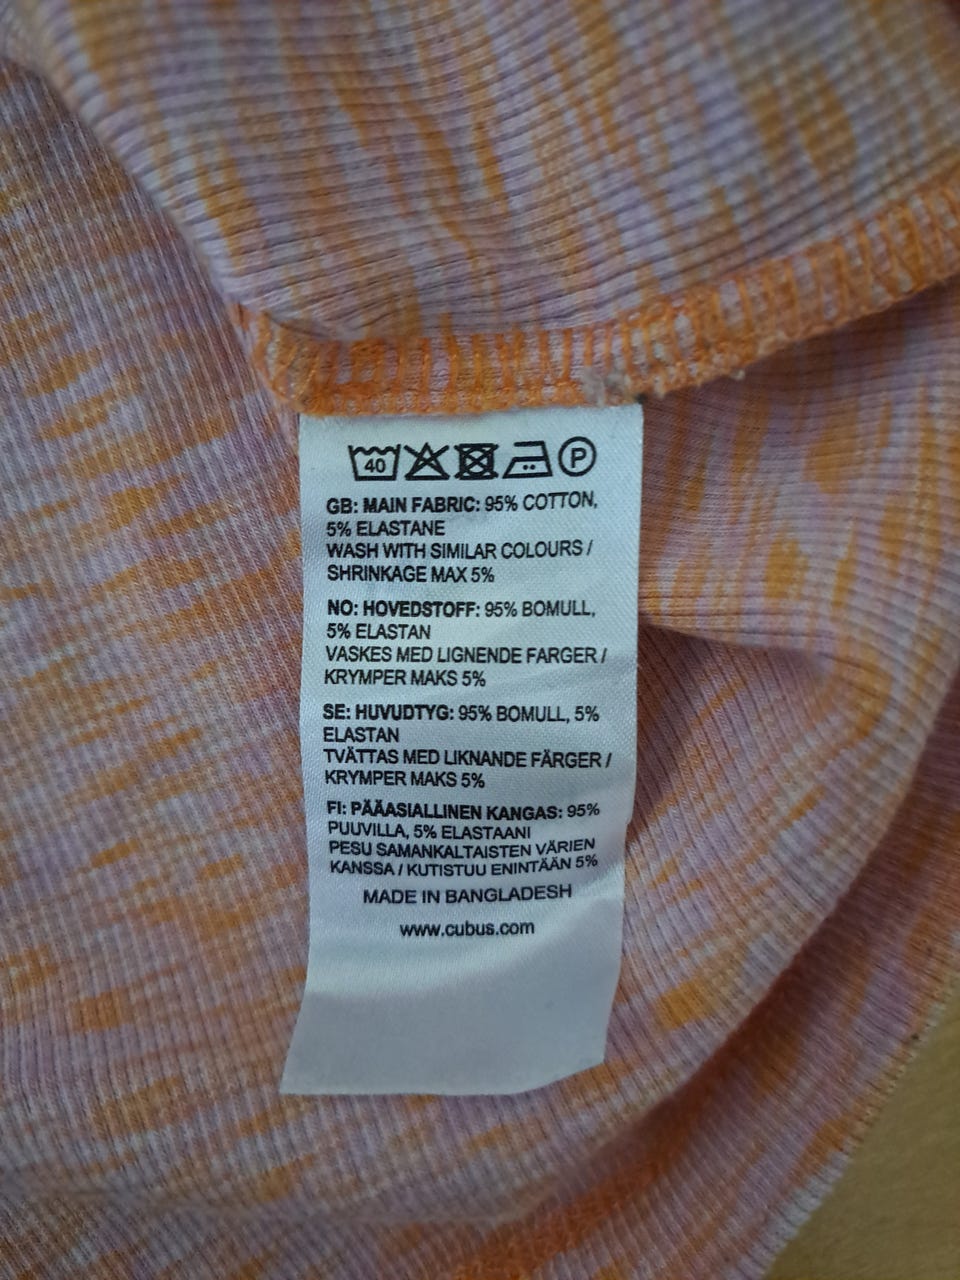 40 P
GB: MAIN FABRIC: 95% COTTON,
5% ELASTANE
WASH WITH SIMILAR COLOURS /
SHRINKAGE MAX 5%
NO: HOVEDSTOFF: 95% BOMULL,
5% ELASTAN
VASKES MED LIGNENDE FARGER /
KRYMPER MAKS 5%
SE: HUVUDTYG: 95% BOMULL, 5%
ELASTAN
TVÄTTAS MED LIKNANDE FÄRGER /
KRYMPER MAKS 5%
FI: PÄÄASIALLINEN KANGAS: 95%
PUUVILLA, 5% ELASTAANI
PESU SAMANKALTAISTEN VÄRIEN
KANSSA / KUTISTUU ENINTÄÄN 5%
MADE IN BANGLADESH
www.cubus.com